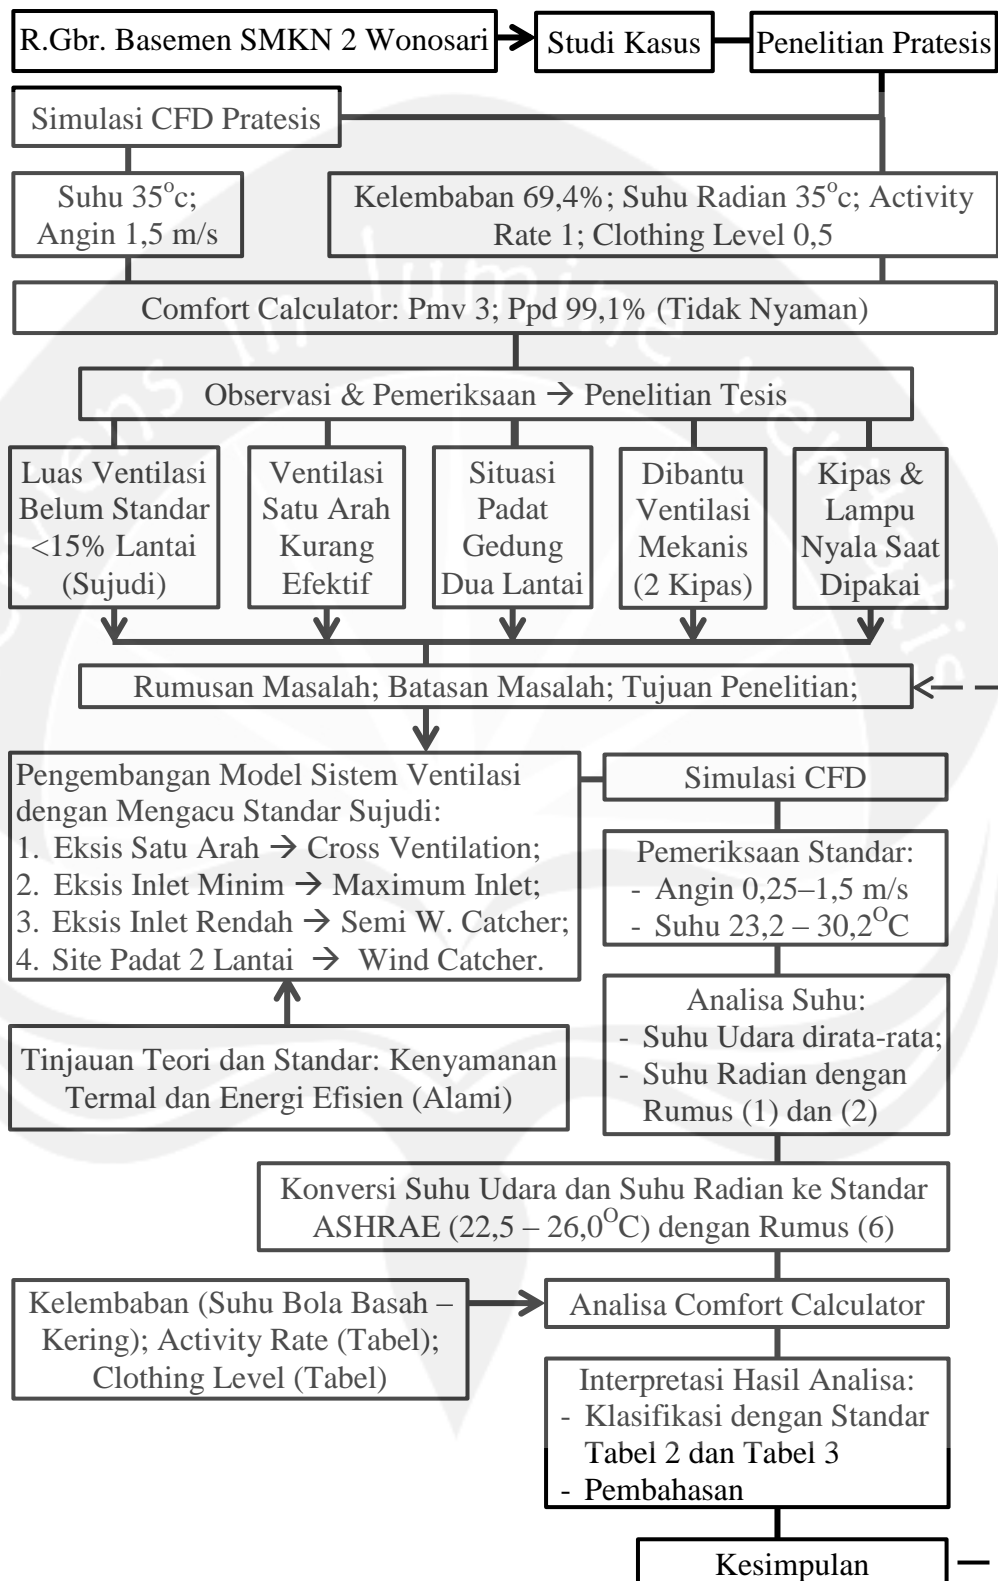 R.Gbr. Basemen SMKN 2 Wonosari
Studi Kasus
Penelitian Pratesis
Simulasi CFD Pratesis
Suhu 35°c;
Angin 1,5 m/s
Kelembaban 69,4%; Suhu Radian 35°c; Activity
Rate 1; Clothing Level 0,5
Comfort Calculator: Pmv 3; Ppd 99,1% (Tidak Nyaman)
Observasi & Pemeriksaan → Penelitian Tesis
Luas Ventilasi
Belum Standar
<15% Lantai
(Sujudi)
Ventilasi
Satu Arah
Kurang
Efektif
Situasi
Padat
Gedung
Dua Lantai
Dibantu
Ventilasi
Mekanis
(2 Kipas)
Kipas &
Lampu
Nyala Saat
Dipakai
Rumusan Masalah; Batasan Masalah; Tujuan Penelitian;
Pengembangan Model Sistem Ventilasi
dengan Mengacu Standar Sujudi:
1. Eksis Satu Arah → Cross Ventilation;
2. Eksis Inlet Minim → Maximum Inlet;
3. Eksis Inlet Rendah → Semi W. Catcher;
4. Site Padat 2 Lantai → Wind Catcher.
Tinjauan Teori dan Standar: Kenyamanan
Termal dan Energi Efisien (Alami)
Simulasi CFD
Pemeriksaan Standar:
- Angin 0,25–1,5 m/s
- Suhu 23,2 – 30,2°C
Analisa Suhu:
- Suhu Udara dirata-rata;
- Suhu Radian dengan
Rumus (1) dan (2)
Konversi Suhu Udara dan Suhu Radian ke Standar
ASHRAE (22,5 – 26,0°C) dengan Rumus (6)
Kelembaban (Suhu Bola Basah –
Kering); Activity Rate (Tabel);
Clothing Level (Tabel)
Analisa Comfort Calculator
Interpretasi Hasil Analisa:
- Klasifikasi dengan Standar
Tabel 2 dan Tabel 3
- Pembahasan
Kesimpulan
lumine veritatis
ens in